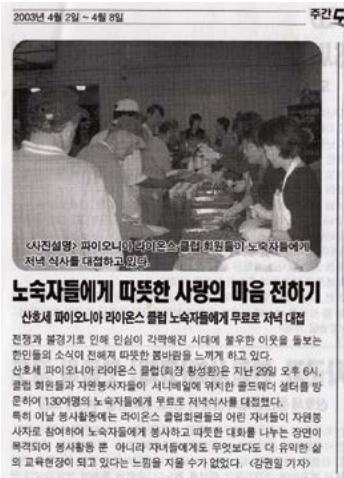 2003년 4월 2일 ~ 4월 8일
주간
<사진설명> 파이오니아 라이온스 클럽 회원들이 노숙자들에게
저녁 식사를 대접하고 있다.
노숙자들에게 따뜻한 사랑의 마음 전하기
산호세 파이오니아 라이온스 클럽 노숙자들에게 무료로 저녁 대접
전쟁과 불경기로 인해 인심이 각박해진 시대에 불우한 이웃을 돌보는
한인들의 소식이 전해져 따뜻한 봄바람을 느끼게 하고 있다.
산호세 파이오니아 라이온스 클럽(회장 황성환)은 지난 29일 오후 6시,
클럽 회원들과 자원봉사자들이 서니베일에 위치한 콜드웨더 쉘터를 방
문하여 130여명의 노숙자들에게 무료로 저녁식사를 대접했다.
특히 이날 봉사활동에는 라이온스 클럽회원들의 어린 자녀들이 자원봉
사자로 참여하여 노숙자들에게 봉사하고 따뜻한 대화를 나누는 장면이
목격되어 봉사활동 뿐 아니라 자녀들에게도 무엇보다도 더 유익한 삶
의 교육현장이 되고 있다는 느낌을 지울 수가 없었다. <강권일 기자>